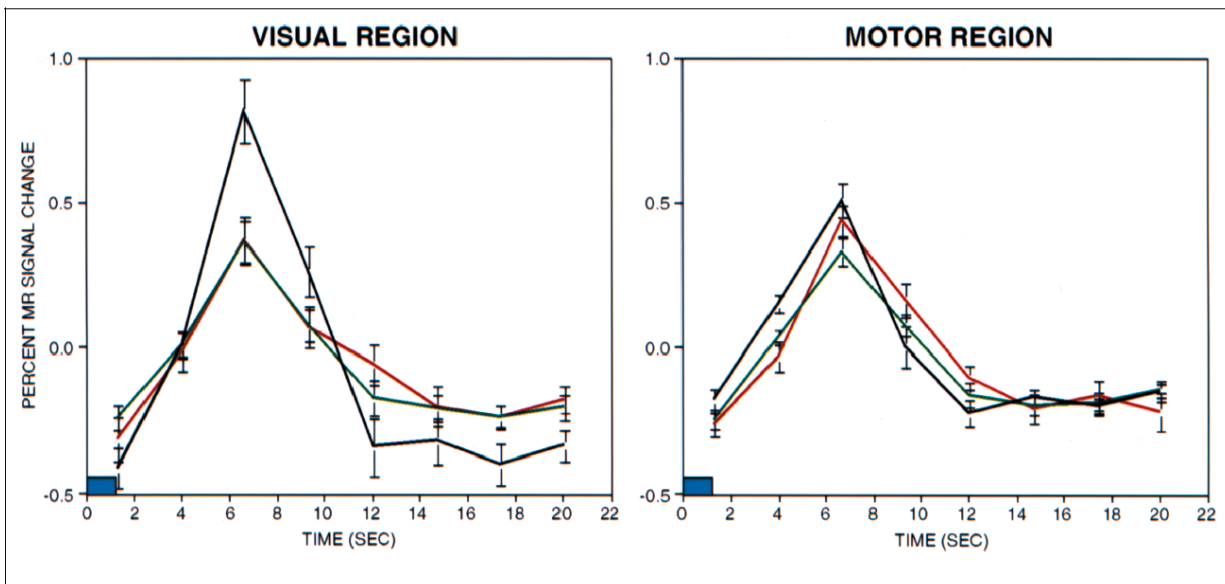 VISUAL REGION
MOTOR REGION
PERCENT MR SIGNAL CHANGE
1.0
0.5
0.0
-0.5
0 2 4 6 8 10 12 14 16 18 20 22
TIME (SEC)
1.0
0.5
0.0
-0.5
0 2 4 6 8 10 12 14 16 18 20 22
TIME (SEC)